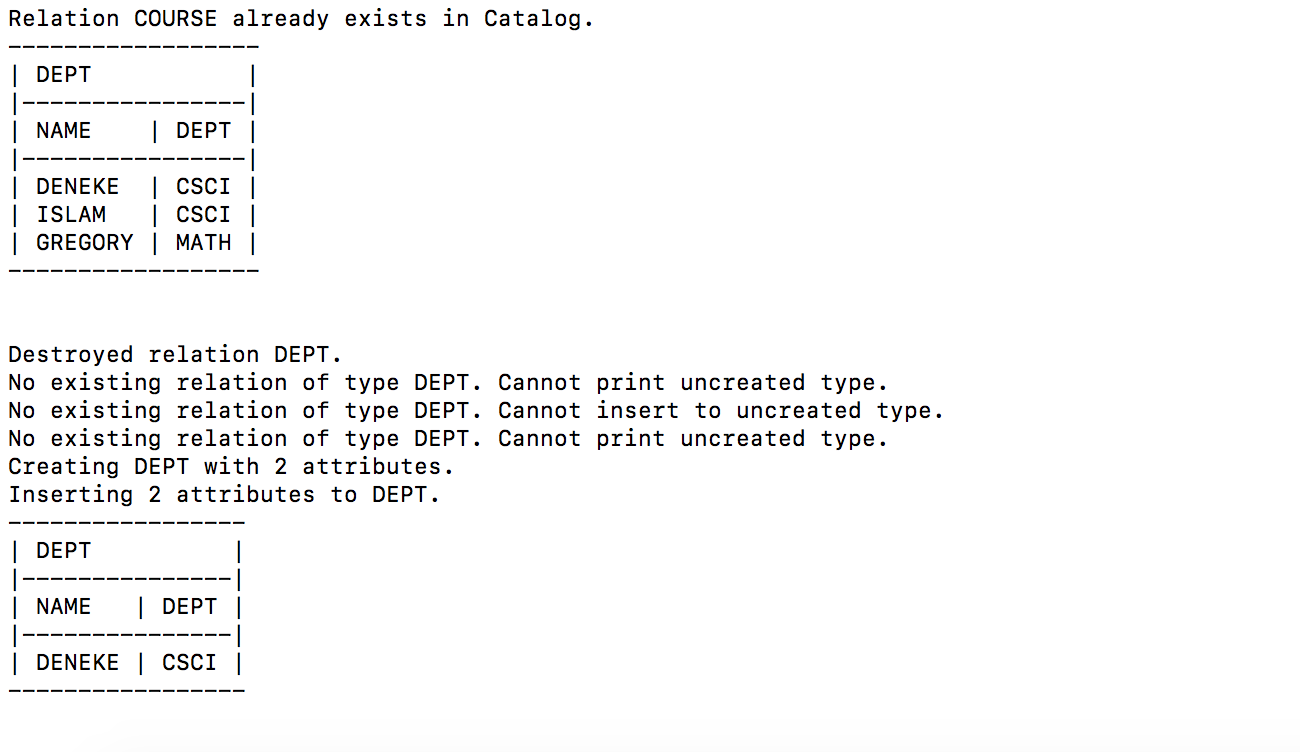 Relation COURSE already exists in Catalog.
------------------
| DEPT           |
|----------------|
| NAME    | DEPT |
|----------------|
| DENEKE  | CSCI |
| ISLAM   | CSCI |
| GREGORY | MATH |
------------------
Destroyed relation DEPT.
No existing relation of type DEPT. Cannot print uncreated type.
No existing relation of type DEPT. Cannot insert to uncreated type.
No existing relation of type DEPT. Cannot print uncreated type.
Creating DEPT with 2 attributes.
Inserting 2 attributes to DEPT.
-----------------
| DEPT          |
|---------------|
| NAME   | DEPT |
|---------------|
| DENEKE | CSCI |
-----------------